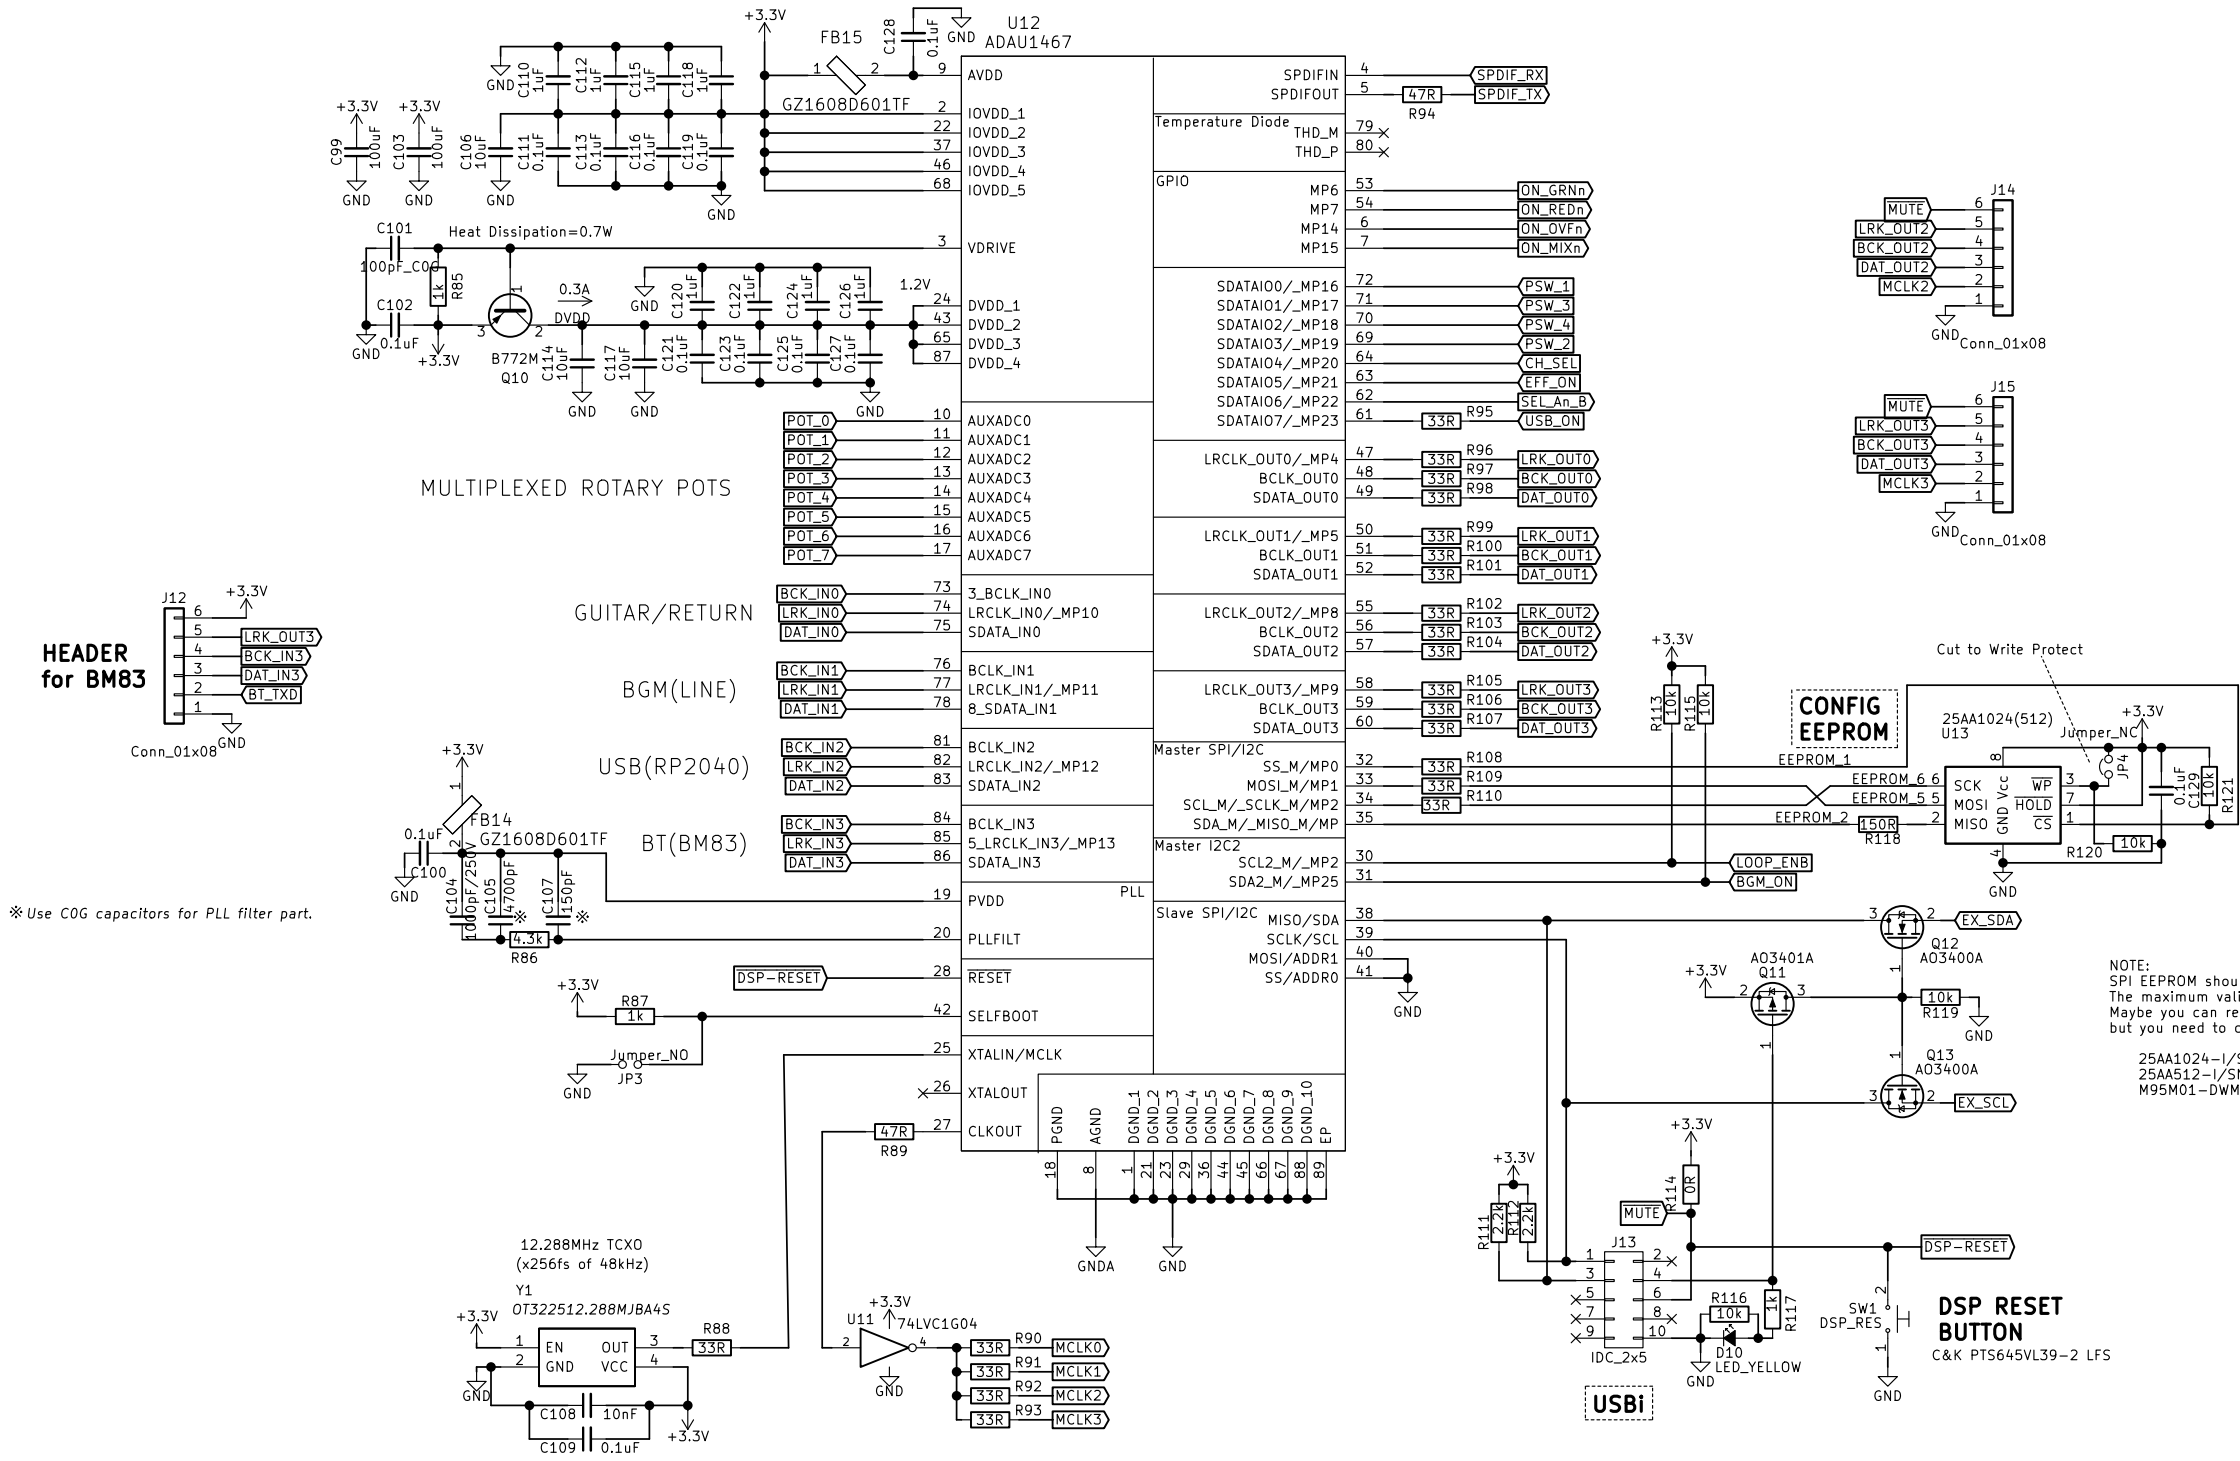 +3.3V
FB15
1
2
GZ1608D601TF
C128
0.1uF
GND
U12
ADAU1467
GND
C110
1uF
C112
1uF
C115
1uF
C118
1uF
+3.3V
C99
100uF
GND
+3.3V
C103
100uF
GND
C106
10uF
GND
C111
0.1uF
C113
0.1uF
C116
0.1uF
C119
0.1uF
GND
C101
100pF_C0G
Heat Dissipation=0.7W
R85
1k
C102
0.1uF
GND
+3.3V
1
3
2
B772M
Q10
0.3A
DVDD
C114
10uF
GND
C117
10uF
GND
GND
C120
1uF
C122
1uF
C124
1uF
C126
1uF
C121
0.1uF
C123
0.1uF
C125
0.1uF
C127
0.1uF
GND
1.2V
9 AVDD
2 IOVDD_1
22 IOVDD_2
37 IOVDD_3
46 IOVDD_4
68 IOVDD_5
3 VDRIVE
24 DVDD_1
43 DVDD_2
65 DVDD_3
87 DVDD_4
MULTIPLEXED ROTARY POTS
POT_0 10 AUXADC0
POT_1 11 AUXADC1
POT_2 12 AUXADC2
POT_3 13 AUXADC3
POT_4 14 AUXADC4
POT_5 15 AUXADC5
POT_6 16 AUXADC6
POT_7 17 AUXADC7
GUITAR/RETURN
BCK_IN0 73 3_BCLK_IN0
LRK_IN0 74 LRCLK_IN0/_MP10
DAT_IN0 75 SDATA_IN0
BGM(LINE)
BCK_IN1 76 BCLK_IN1
LRK_IN1 77 LRCLK_IN1/_MP11
DAT_IN1 78 8_SDATA_IN1
USB(RP2040)
BCK_IN2 81 BCLK_IN2
LRK_IN2 82 LRCLK_IN2/_MP12
DAT_IN2 83 SDATA_IN2
BT(BM83)
BCK_IN3 84 BCLK_IN3
LRK_IN3 85 5_LRCLK_IN3/_MP13
DAT_IN3 86 SDATA_IN3
PLL
19 PVDD
20 PLLFILT
DSP-RESET 28 RESET
42 SELFBOOT
25 XTALIN/MCLK
26 XTALOUT
27 CLKOUT
HEADER
for BM83
J12
6 +3.3V
5 LRK_OUT3
4 BCK_IN3
3 DAT_IN3
2 BT_TXD
1 GND
Conn_01x08
+3.3V
1
FB14
2
GZ1608D601TF
0.1uF
C100
GND
C104
1000pF/250V
C105
4700pF
※
C107
150pF
※
4.3k
R86
※Use C0G capacitors for PLL filter part.
+3.3V
R87
1k
Jumper_NO
JP3
GND
47R
R89
PGND
AGND
DGND_1
DGND_2
DGND_3
DGND_4
DGND_5
DGND_6
DGND_7
DGND_8
DGND_9
DGND_10
EP
18 8 1 21 23 29 36 44 45 66 67 88 89
GNDA
GND
12.288MHz TCXO
(x256fs of 48kHz)
Y1
OT322512.288MJBA4S
+3.3V
1 EN OUT 3
2 GND VCC 4
GND
R88
33R
C108 10nF
C109 0.1uF
+3.3V
U11
+3.3V
74LVC1G04
2
4
GND
33R R90 MCLK0
33R R91 MCLK1
33R R92 MCLK2
33R R93 MCLK3
SPDIFIN 4 SPDIF_RX
SPDIFOUT 5 47R SPDIF_TX
R94
Temperature Diode
THD_M 79
THD_P 80
GPIO
MP6 53 ON_GRNn
MP7 54 ON_REDn
MP14 6 ON_OVFn
MP15 7 ON_MIXn
SDATAIO0/_MP16 72 PSW_1
SDATAIO1/_MP17 71 PSW_3
SDATAIO2/_MP18 70 PSW_4
SDATAIO3/_MP19 69 PSW_2
SDATAIO4/_MP20 64 CH_SEL
SDATAIO5/_MP21 63 EFF_ON
SDATAIO6/_MP22 62 SEL_An_B
SDATAIO7/_MP23 61 33R R95 USB_ON
LRCLK_OUT0/_MP4 47 33R R96 LRK_OUT0
BCLK_OUT0 48 33R R97 BCK_OUT0
SDATA_OUT0 49 33R R98 DAT_OUT0
LRCLK_OUT1/_MP5 50 33R R99 LRK_OUT1
BCLK_OUT1 51 33R R100 BCK_OUT1
SDATA_OUT1 52 33R R101 DAT_OUT1
LRCLK_OUT2/_MP8 55 33R R102 LRK_OUT2
BCLK_OUT2 56 33R R103 BCK_OUT2
SDATA_OUT2 57 33R R104 DAT_OUT2
LRCLK_OUT3/_MP9 58 33R R105 LRK_OUT3
BCLK_OUT3 59 33R R106 BCK_OUT3
SDATA_OUT3 60 33R R107 DAT_OUT3
Master SPI/I2C
SS_M/MP0 32 33R R108 EEPROM_1
MOSI_M/MP1 33 33R R109
SCL_M/_SCLK_M/MP2 34 33R R110
SDA_M/_MISO_M/MP 35 EEPROM_2
Master I2C2
SCL2_M/_MP2 30 LOOP_ENB
SDA2_M/_MP25 31 BGM_ON
Slave SPI/I2C
MISO/SDA 38
SCLK/SCL 39
MOSI/ADDR1 40
SS/ADDR0 41
GND
+3.3V
R113
10k
R115
10k
J14
MUTE 6
LRK_OUT2 5
BCK_OUT2 4
DAT_OUT2 3
MCLK2 2
1
GND
Conn_01x08
J15
MUTE 6
LRK_OUT3 5
BCK_OUT3 4
DAT_OUT3 3
MCLK3 2
1
GND
Conn_01x08
Cut to Write Protect
CONFIG
EEPROM
25AA1024(512)
U13
+3.3V
Jumper_NC
JP4
EEPROM_6 6 SCK
EEPROM_5 5 MOSI
150R 2 MISO
R118
8
Vcc
GND
4
WP 3
HOLD 7
CS 1
0.1uF
C129
10k
R121
R120
10k
GND
3
2
EX_SDA
Q12
AO3400A
1
AO3401A
Q11
+3.3V
2
3
1
10k
R119
GND
1
Q13
AO3400A
3
2
EX_SCL
NOTE:
SPI EEPROM shou
The maximum vali
Maybe you can re
but you need to c
25AA1024-I/S
25AA512-I/SN
M95M01-DWM
+3.3V
R111
2.2k
R112
2.2k
+3.3V
R114
0R
MUTE
J13
1 2
3 4
5 6
7 8
9 10
IDC_2x5
USBi
R116
10k
D10
LED_YELLOW
GND
1k
R117
DSP-RESET
2
SW1
DSP_RES
1
GND
DSP RESET
BUTTON
C&K PTS645VL39-2 LFS